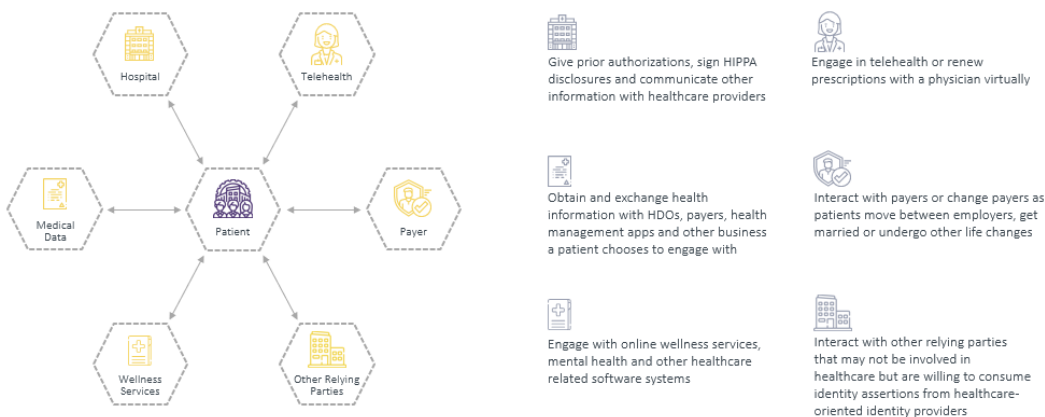 Hospital
Telehealth
Medical
Data
Patient
Payer
Wellness
Services
Other Relying
Parties
Give prior authorizations, sign HIPPA
disclosures and communicate other
information with healthcare providers
Engage in telehealth or renew
prescriptions with a physician virtually
Obtain and exchange health
information with HDOs, payers, health
management apps and other business
a patient chooses to engage with
Interact with payers or change payers as
patients move between employers, get
married or undergo other life changes
Engage with online wellness services,
mental health and other healthcare
related software systems
Interact with other relying parties
that may not be involved in
healthcare but are willing to consume
identity assertions from healthcare-
oriented identity providers